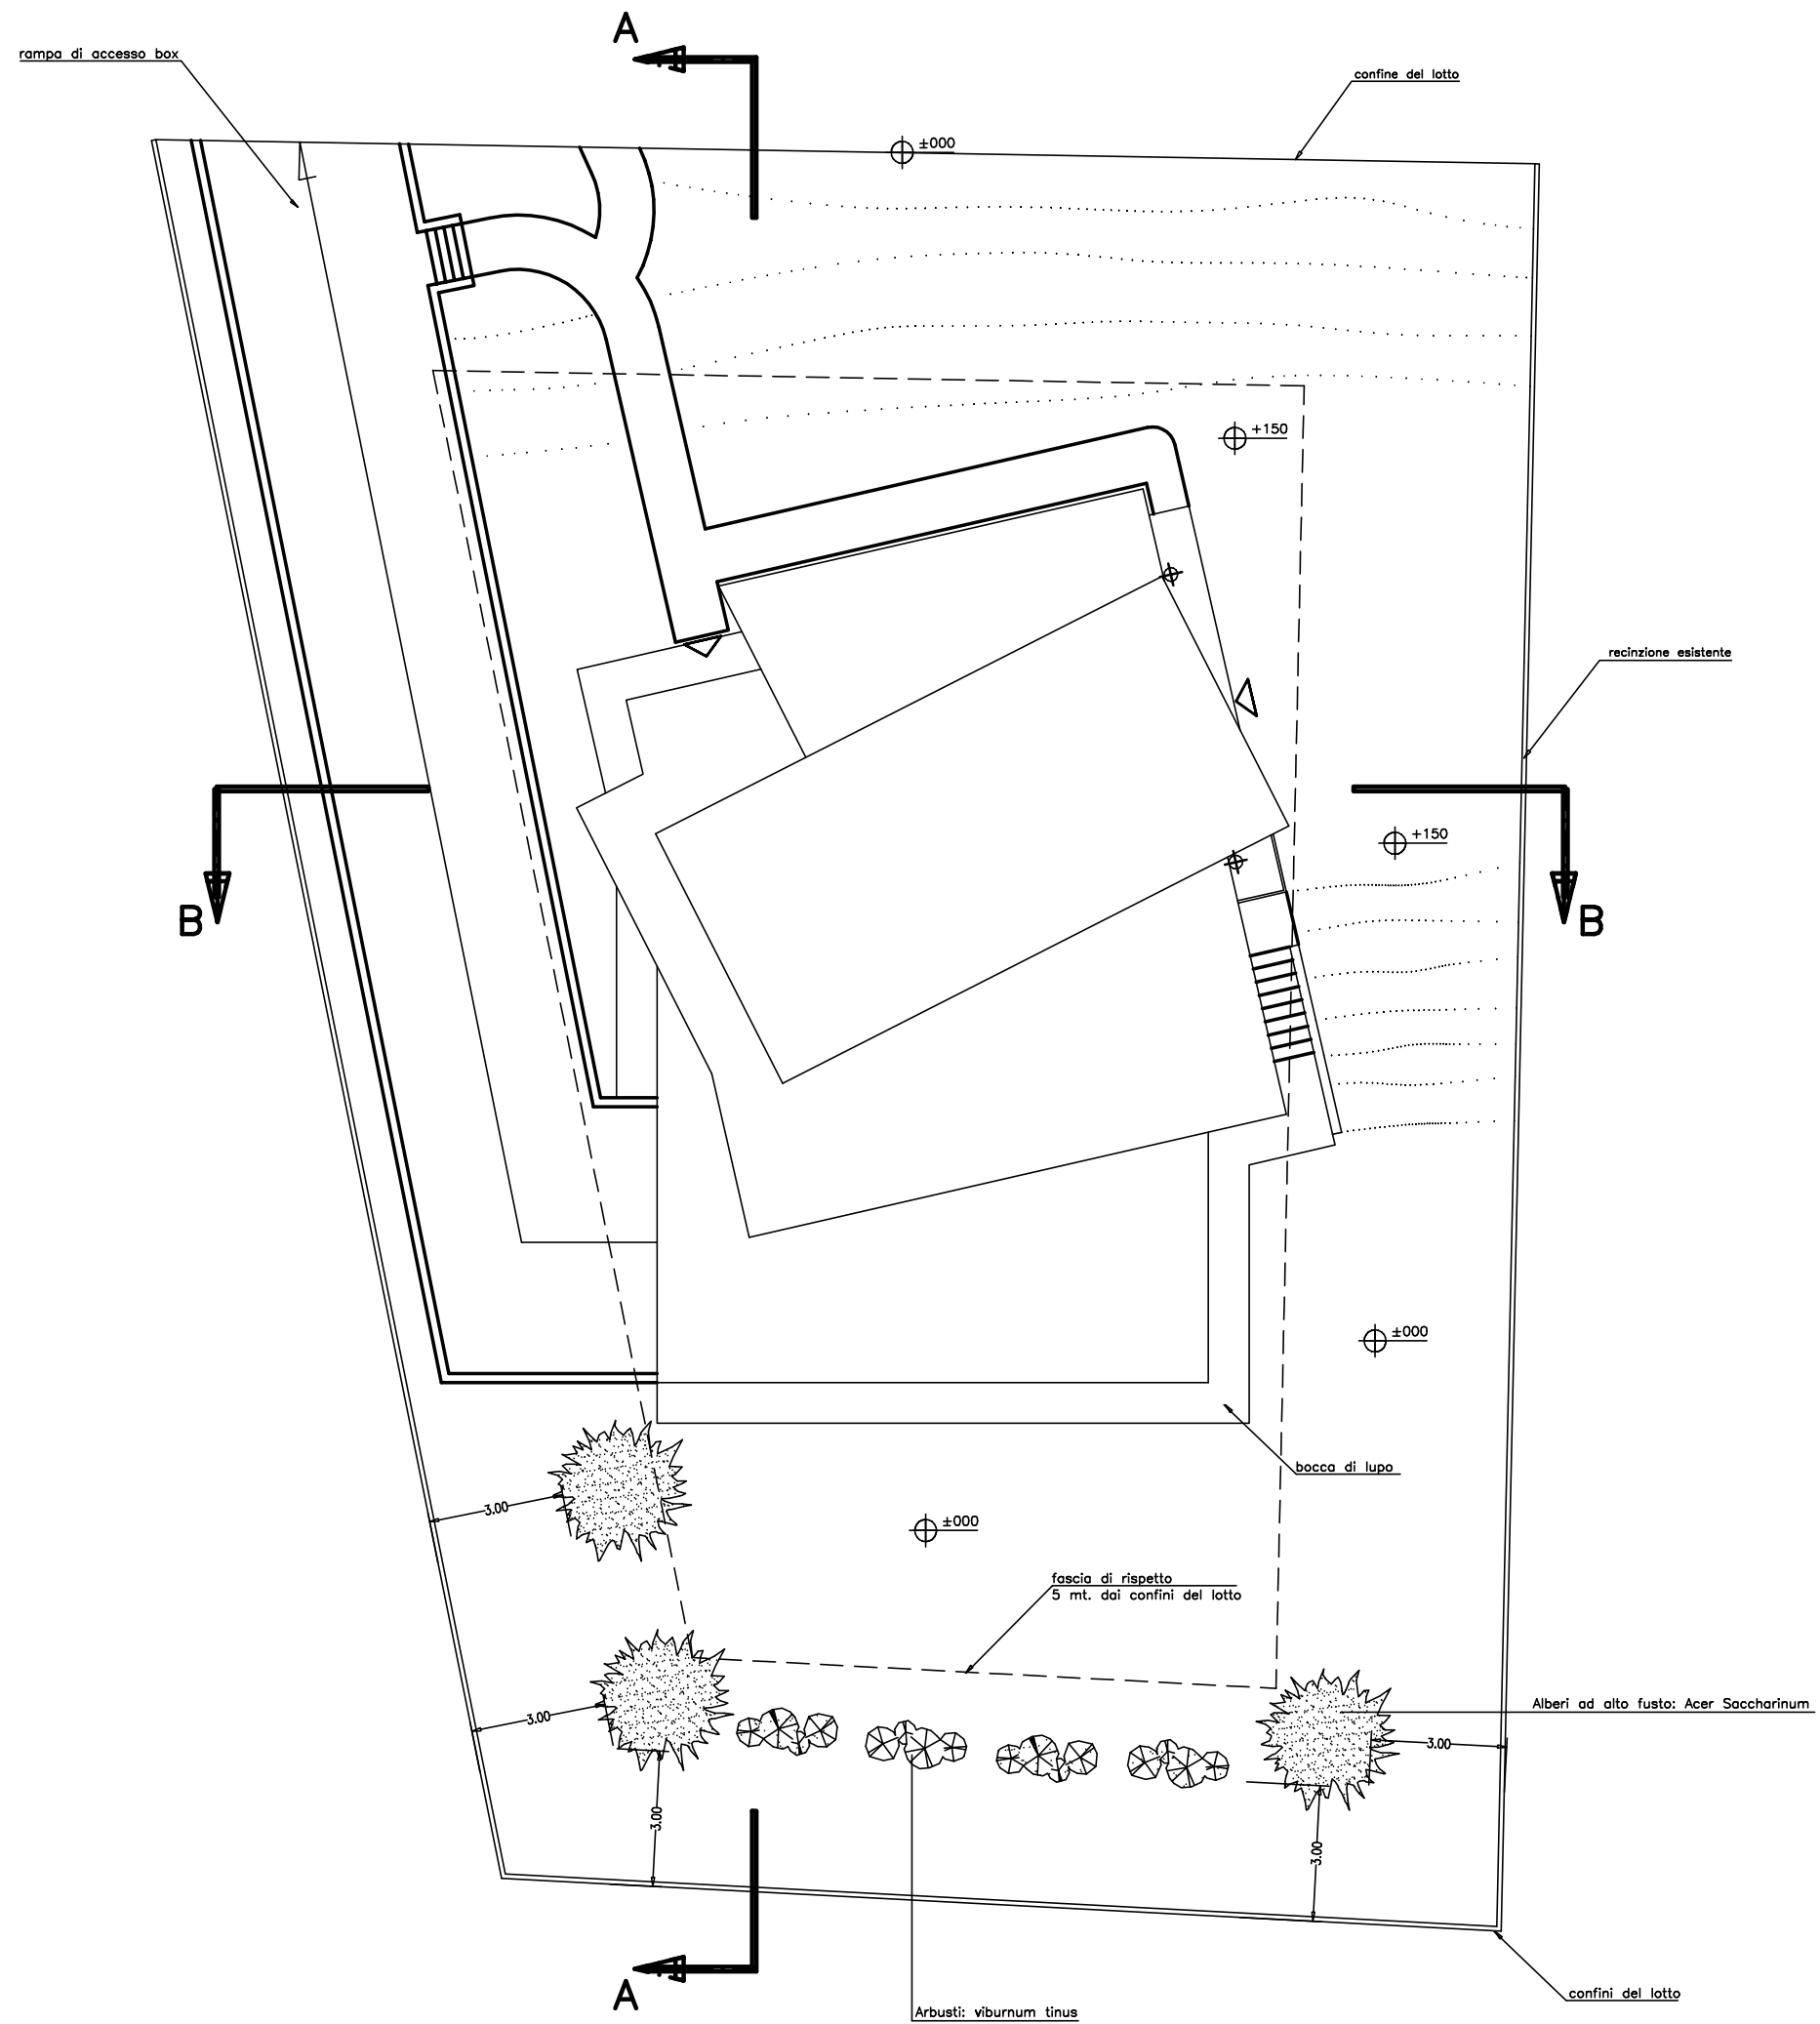 A
rampa di accesso box
confine del lotto
±000
+150
recinzione esistente
+150
B
B
±000
bocca di lupo
3.00
±000
fascia di rispetto
5 mt. dai confini del lotto
Alberi ad alto fusto: Acer Saccharinum
3.00
3.00
3.00
3.00
A
confini del lotto
Arbusti: viburnum tinus